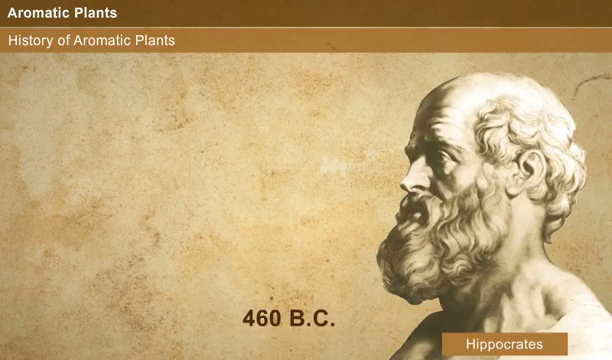 Aromatic Plants
History of Aromatic Plants
460 B.C.
Hippocrates